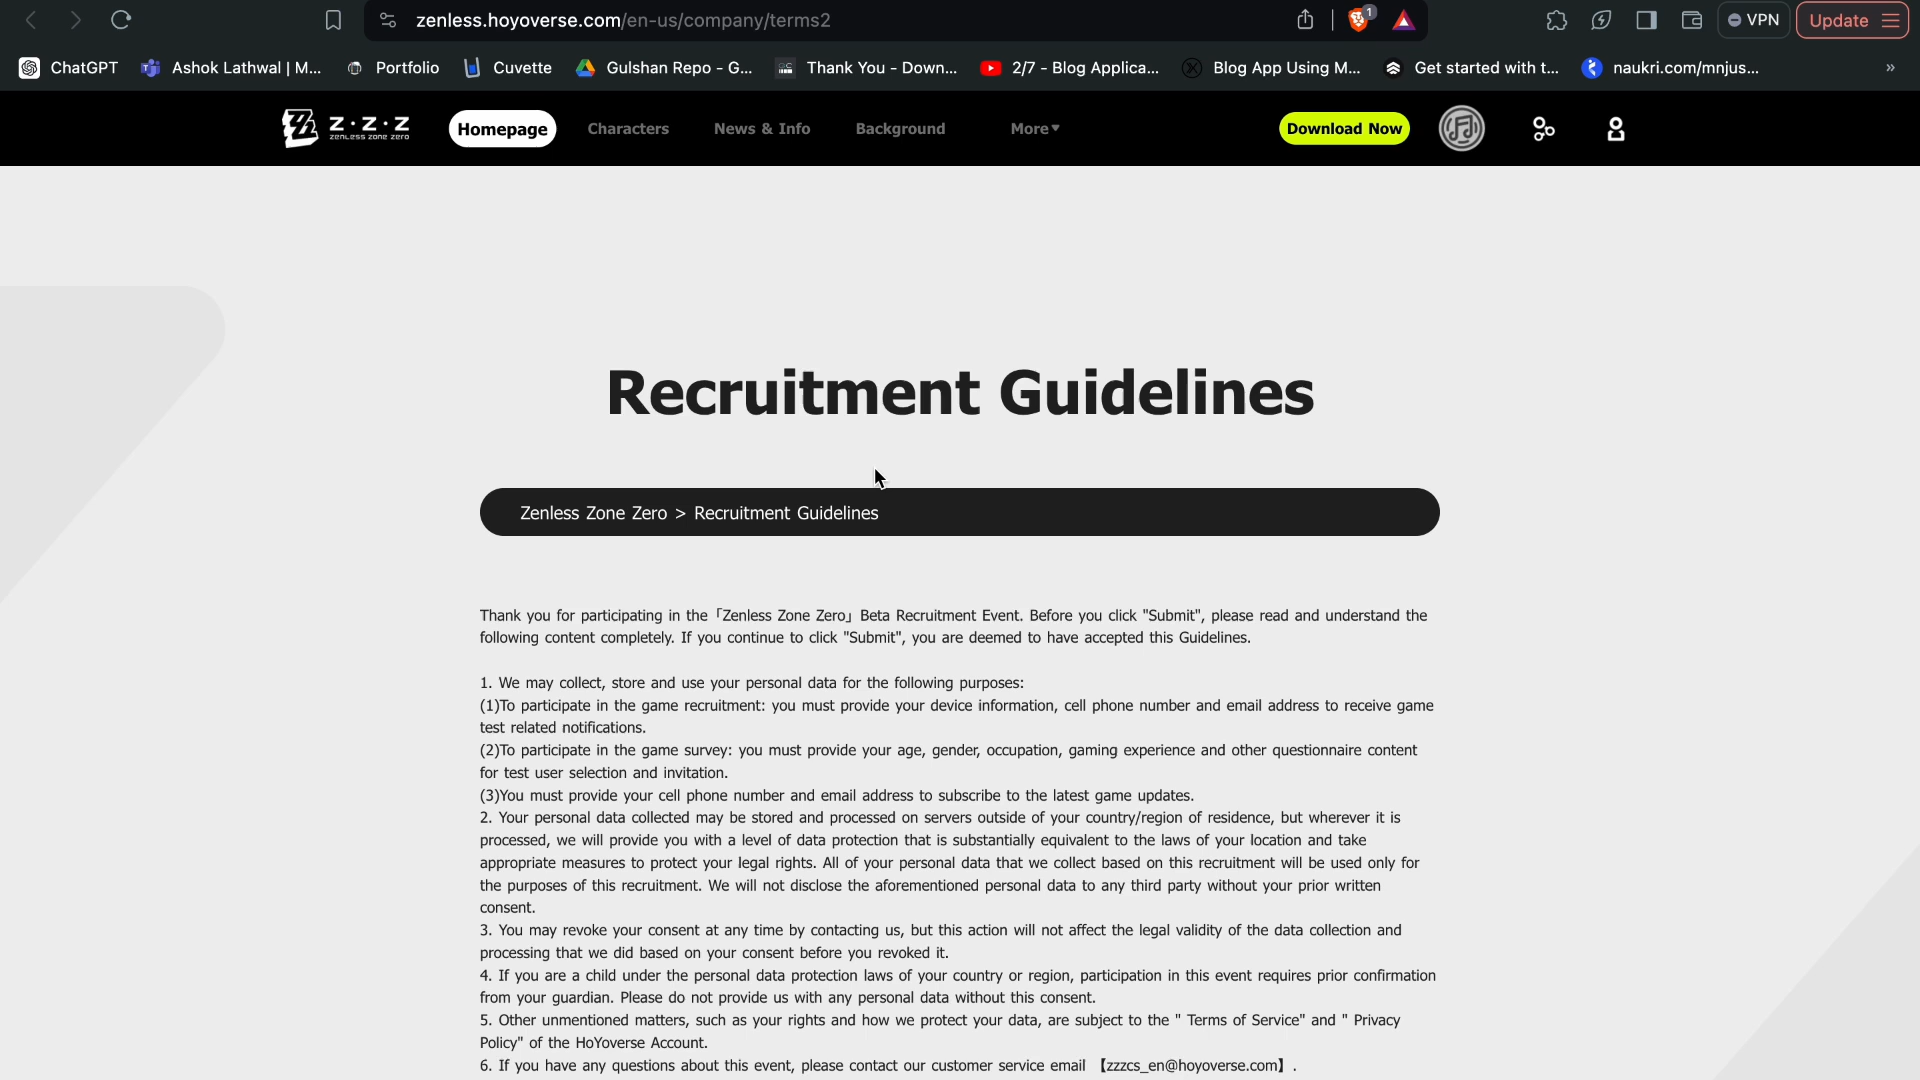 zenless.hoyoverse.com/en-us/company/terms2
1
VPN
Update
ChatGPT
Ashok Lathwal | M...
Portfolio
Cuvette
Gulshan Repo - G...
Thank You - Down...
2/7 - Blog Applica...
Blog App Using M...
Get started with t...
naukri.com/mnjus...
»
Z·Z·Z
ZENLESS ZONE ZERO
Homepage
Characters
News & Info
Background
More▾
Download Now
Recruitment Guidelines
Zenless Zone Zero > Recruitment Guidelines
Thank you for participating in the「Zenless Zone Zero」Beta Recruitment Event. Before you click "Submit", please read and understand the
following content completely. If you continue to click "Submit", you are deemed to have accepted this Guidelines.
1. We may collect, store and use your personal data for the following purposes:
(1)To participate in the game recruitment: you must provide your device information, cell phone number and email address to receive game
test related notifications.
(2)To participate in the game survey: you must provide your age, gender, occupation, gaming experience and other questionnaire content
for test user selection and invitation.
(3)You must provide your cell phone number and email address to subscribe to the latest game updates.
2. Your personal data collected may be stored and processed on servers outside of your country/region of residence, but wherever it is
processed, we will provide you with a level of data protection that is substantially equivalent to the laws of your location and take
appropriate measures to protect your legal rights. All of your personal data that we collect based on this recruitment will be used only for
the purposes of this recruitment. We will not disclose the aforementioned personal data to any third party without your prior written
consent.
3. You may revoke your consent at any time by contacting us, but this action will not affect the legal validity of the data collection and
processing that we did based on your consent before you revoked it.
4. If you are a child under the personal data protection laws of your country or region, participation in this event requires prior confirmation
from your guardian. Please do not provide us with any personal data without this consent.
5. Other unmentioned matters, such as your rights and how we protect your data, are subject to the " Terms of Service" and " Privacy
Policy" of the HoYoverse Account.
6. If you have any questions about this event, please contact our customer service email 【zzzcs_en@hoyoverse.com】.